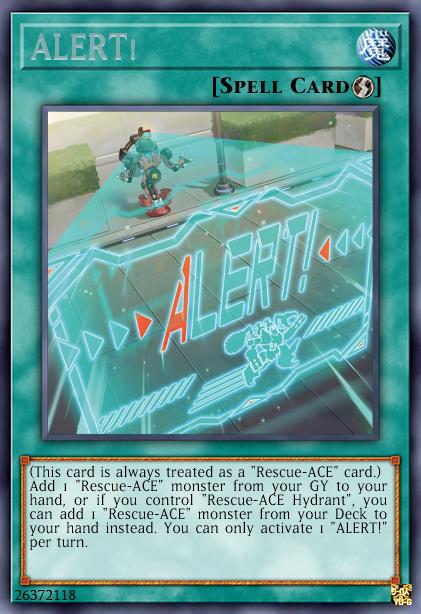 ALERT!
魔
[SPELL CARD]
ALERT!
(This card is always treated as a "Rescue-ACE" card.)
Add 1 "Rescue-ACE" monster from your GY to your
hand, or if you control "Rescue-ACE Hydrant", you
can add 1 "Rescue-ACE" monster from your Deck to
your hand instead. You can only activate 1 "ALERT!"
per turn.
26372118